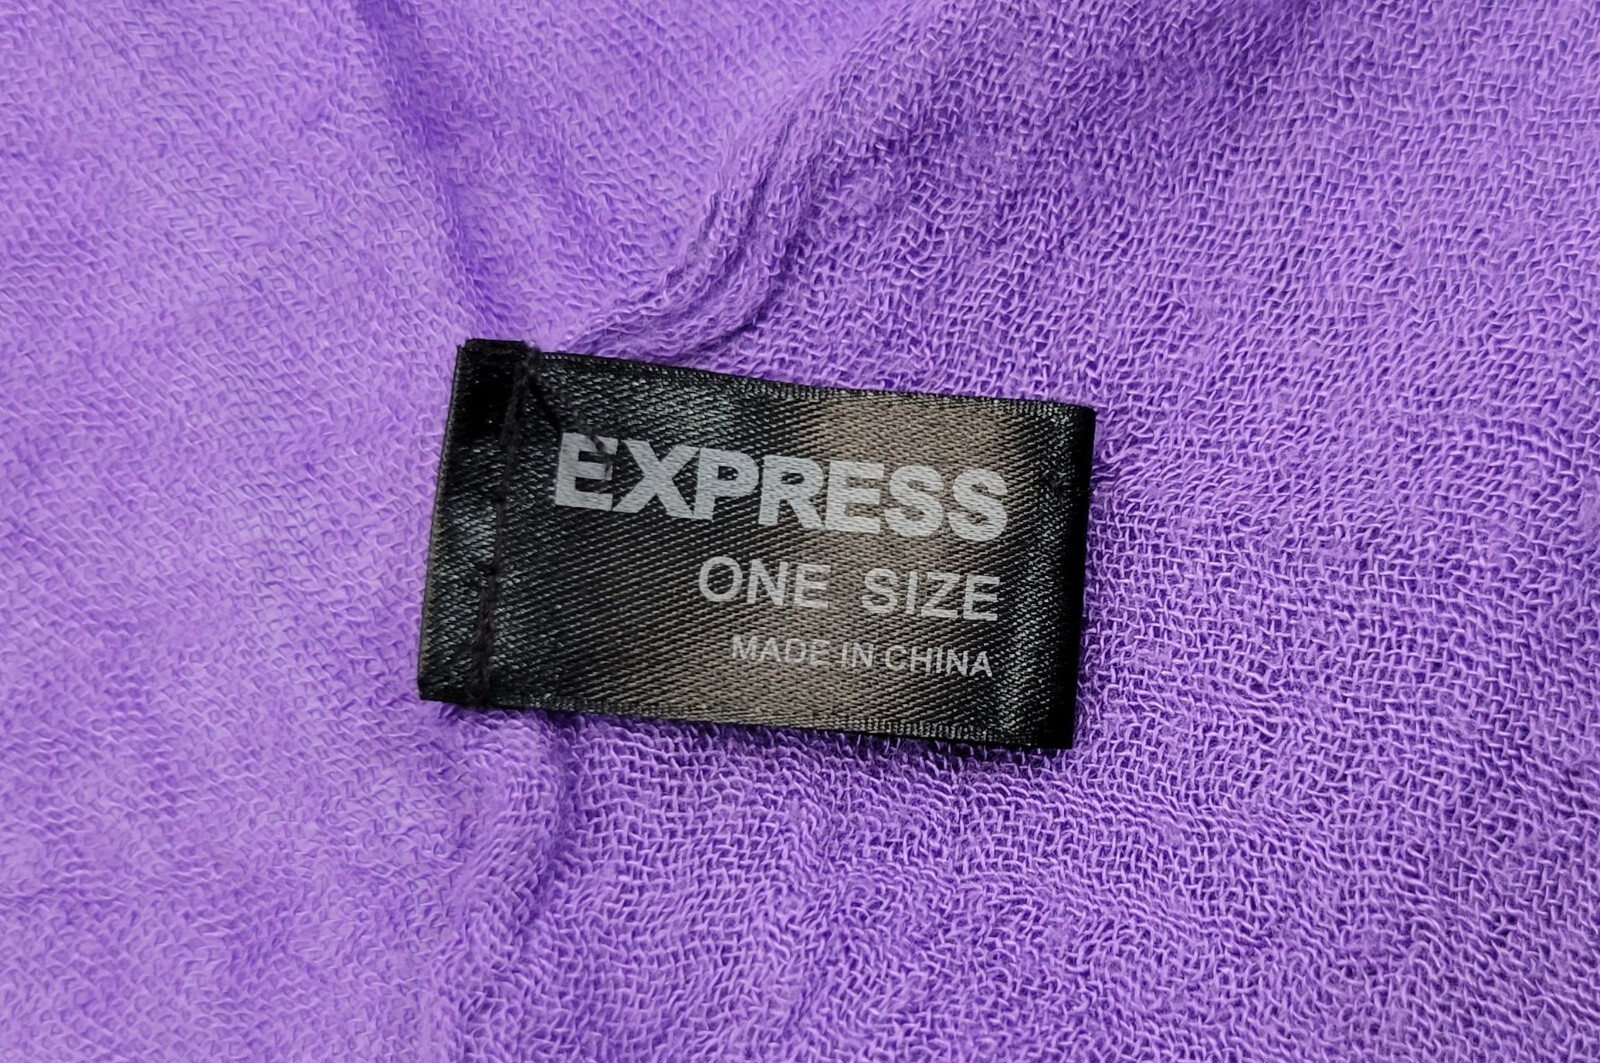 EXPRESS
ONE SIZE
MADE IN CHINA